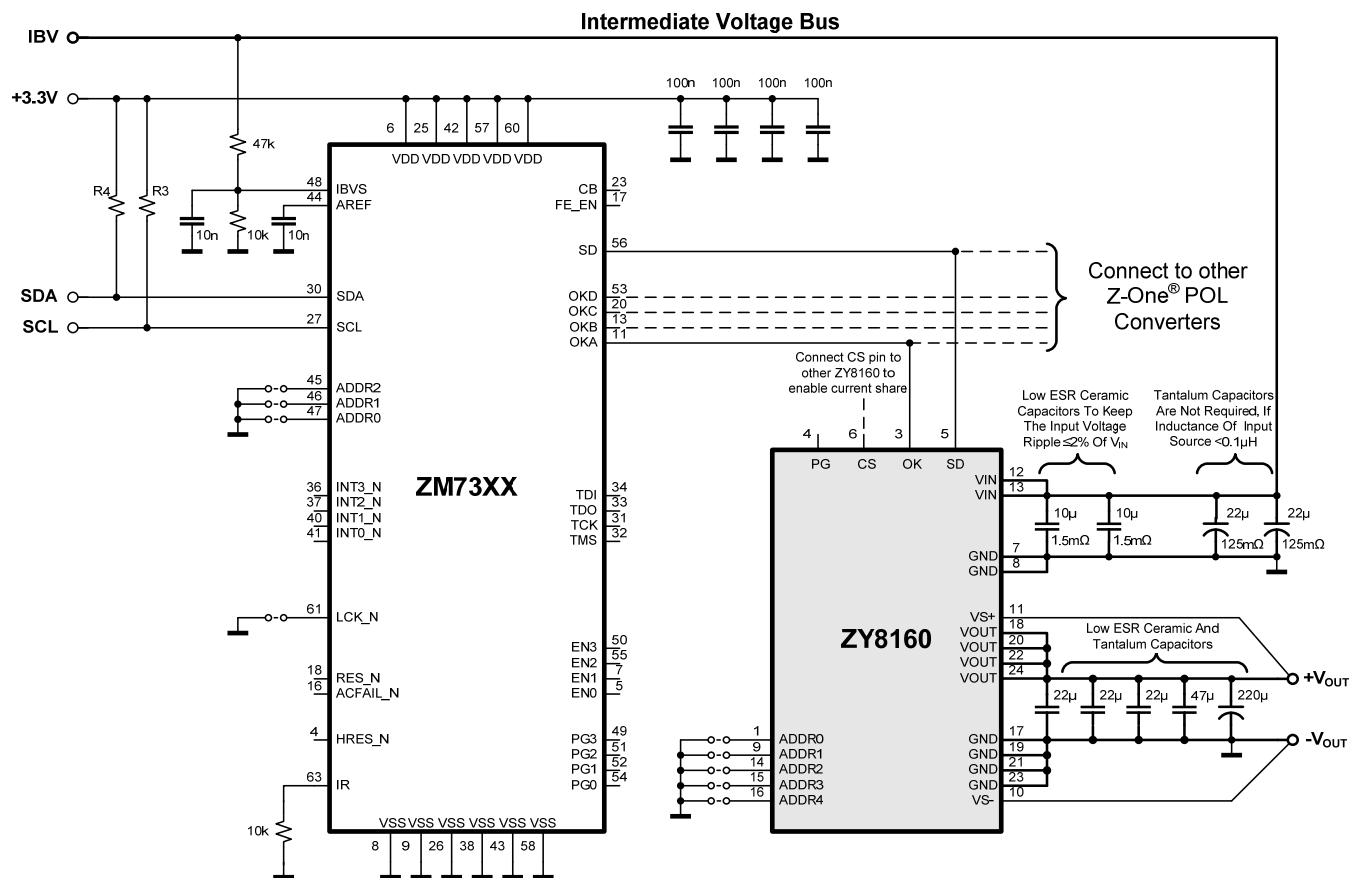 Intermediate Voltage Bus
IBV
+3.3V
100n 100n 100n 100n
6 25 42 57 60
VDD VDD VDD VDD VDD
47k
R4
R3
48 IBVS
44 AREF
10n
10k
10n
CB 23
FE_EN 17
SD 56
SDA
30 SDA
SCL
27 SCL
OKD 53
OKC 20
OKB 13
OKA 11
Connect to other
Z-One® POL
Converters
Connect CS pin to
other ZY8160 to
enable current share
45 ADDR2
46 ADDR1
47 ADDR0
Low ESR Ceramic
Capacitors To Keep
The Input Voltage
Ripple ≤2% Of VIN
Tantalum Capacitors
Are Not Required, If
Inductance Of Input
Source <0.1µH
4 6 3 5
PG CS OK SD
ZM73XX
36 INT3_N
37 INT2_N
40 INT1_N
41 INT0_N
TDI 34
TDO 33
TCK 31
TMS 32
VIN 12
VIN 13
10µ
1.5mΩ
10µ
1.5mΩ
22µ
125mΩ
22µ
125mΩ
GND 7
GND 8
61 LCK_N
ZY8160
VS+ 11
VOUT 18
VOUT 20
VOUT 22
VOUT 24
Low ESR Ceramic And
Tantalum Capacitors
+VOUT
22µ 22µ 22µ 47µ 220µ
EN3 50
EN2 55
EN1 7
EN0 5
18 RES_N
16 ACFAIL_N
4 HRES_N
PG3 49
PG2 51
PG1 52
PG0 54
1 ADDR0
9 ADDR1
14 ADDR2
15 ADDR3
16 ADDR4
GND 17
GND 19
GND 21
GND 23
VS- 10
-VOUT
63 IR
10k
VSS VSS VSS VSS VSS VSS
8 9 26 38 43 58